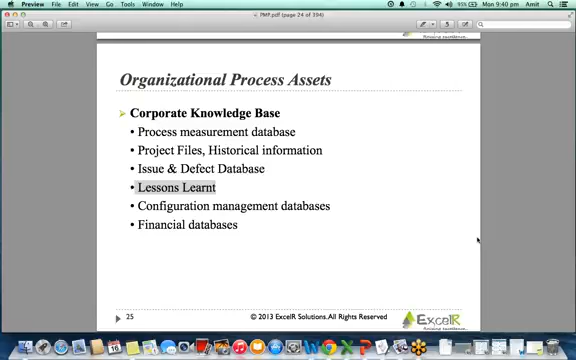 Preview File Edit View Go Tools Window Help
95% Mon 9:40 pm Amit
PMP.pdf (page 24 of 394)
Organizational Process Assets
Corporate Knowledge Base
• Process measurement database
• Project Files, Historical information
• Issue & Defect Database
• Lessons Learnt
• Configuration management databases
• Financial databases
25
© 2013 ExcelR Solutions.All Rights Reserved
ExcelR